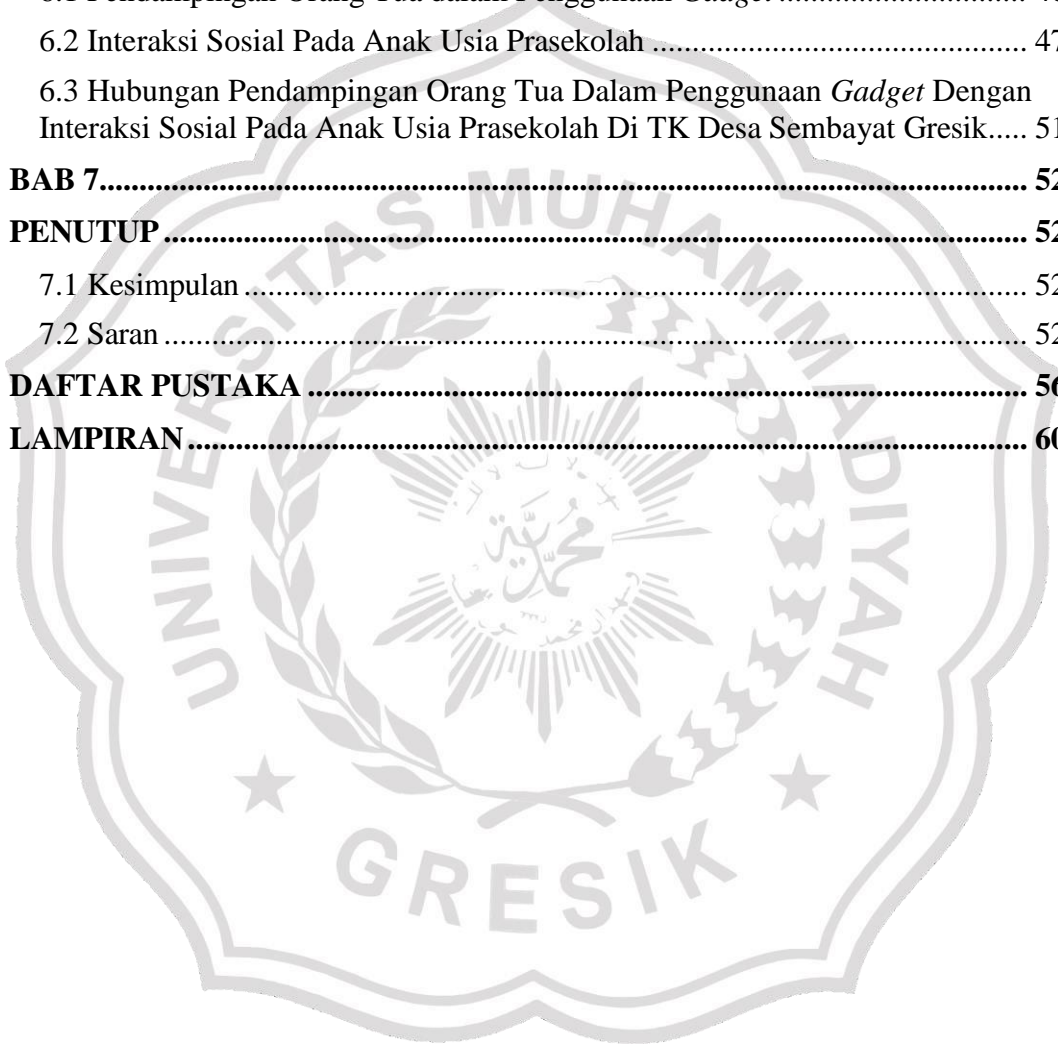 6.2 Interaksi Sosial Pada Anak Usia Prasekolah .................................................... 47
6.3 Hubungan Pendampingan Orang Tua Dalam Penggunaan Gadget Dengan
Interaksi Sosial Pada Anak Usia Prasekolah Di TK Desa Sembayat Gresik..... 51
BAB 7.................................................................................................................. 52
PENUTUP ........................................................................................................... 52
7.1 Kesimpulan ................................................................................................... 52
7.2 Saran ............................................................................................................. 52
DAFTAR PUSTAKA ......................................................................................... 56
LAMPIRAN ........................................................................................................ 60
UNIVERSITAS MUHAMMADIYAH
GRESIK